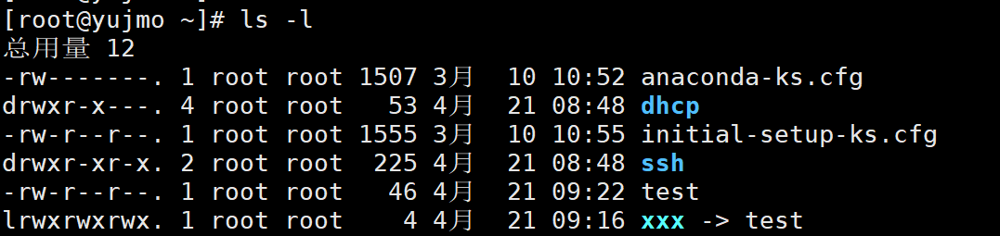 [root@yujmo ~]# ls -l
总用量 12
-rw-------. 1 root root 1507 3月  10 10:52 anaconda-ks.cfg
drwxr-x---. 4 root root   53 4月  21 08:48 dhcp
-rw-r--r--. 1 root root 1555 3月  10 10:55 initial-setup-ks.cfg
drwxr-xr-x. 2 root root  225 4月  21 08:48 ssh
-rw-r--r--. 1 root root   46 4月  21 09:22 test
lrwxrwxrwx. 1 root root    4 4月  21 09:16 xxx -> test